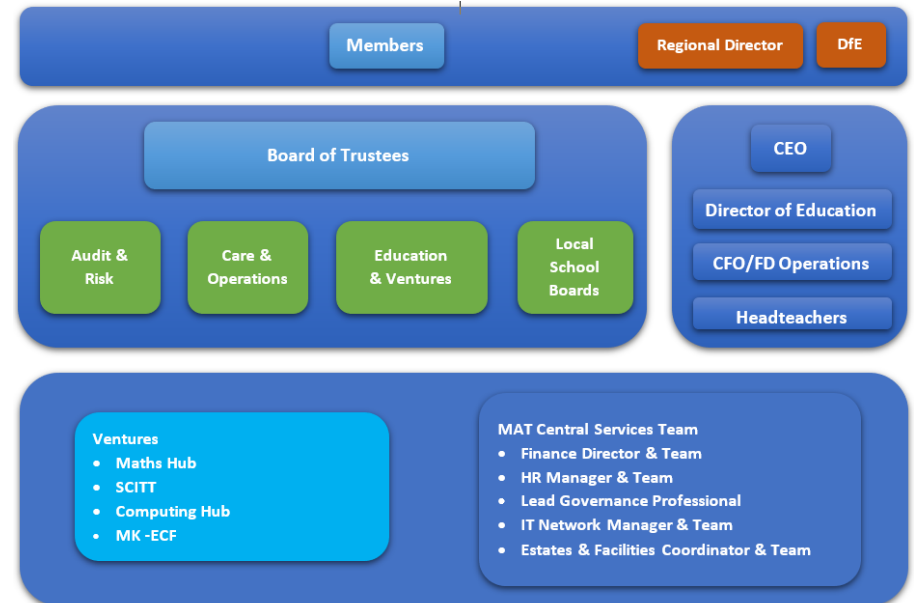 Members
Regional Director
DfE
Board of Trustees
Audit &
Risk
Care &
Operations
Education
& Ventures
Local
School
Boards
CEO
Director of Education
CFO/FD Operations
Headteachers
Ventures
• Maths Hub
• SCITT
• Computing Hub
• MK -ECF
MAT Central Services Team
• Finance Director & Team
• HR Manager & Team
• Lead Governance Professional
• IT Network Manager & Team
• Estates & Facilities Coordinator & Team